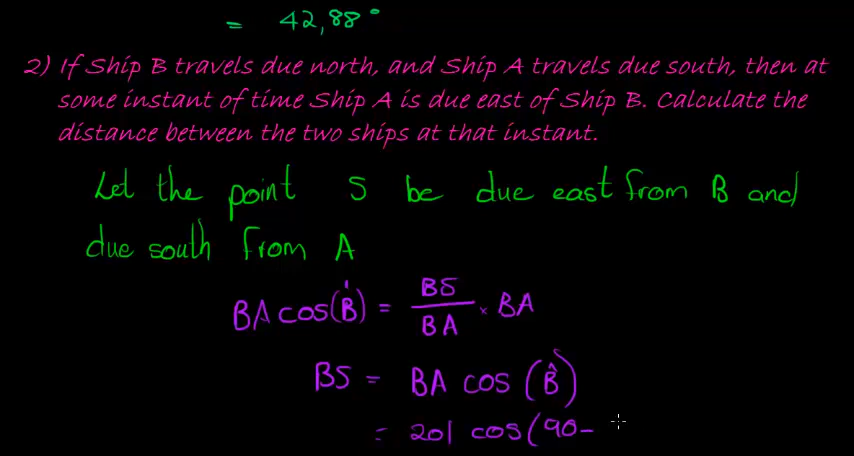 = 42,88°
2) If Ship B travels due north, and Ship A travels due south, then at
some instant of time Ship A is due east of Ship B. Calculate the
distance between the two ships at that instant.
Let the point S be due east from B and
due south from A
BA cos(B̂) = BS/BA × BA
BS = BA cos (B̂)
= 201 cos(90-